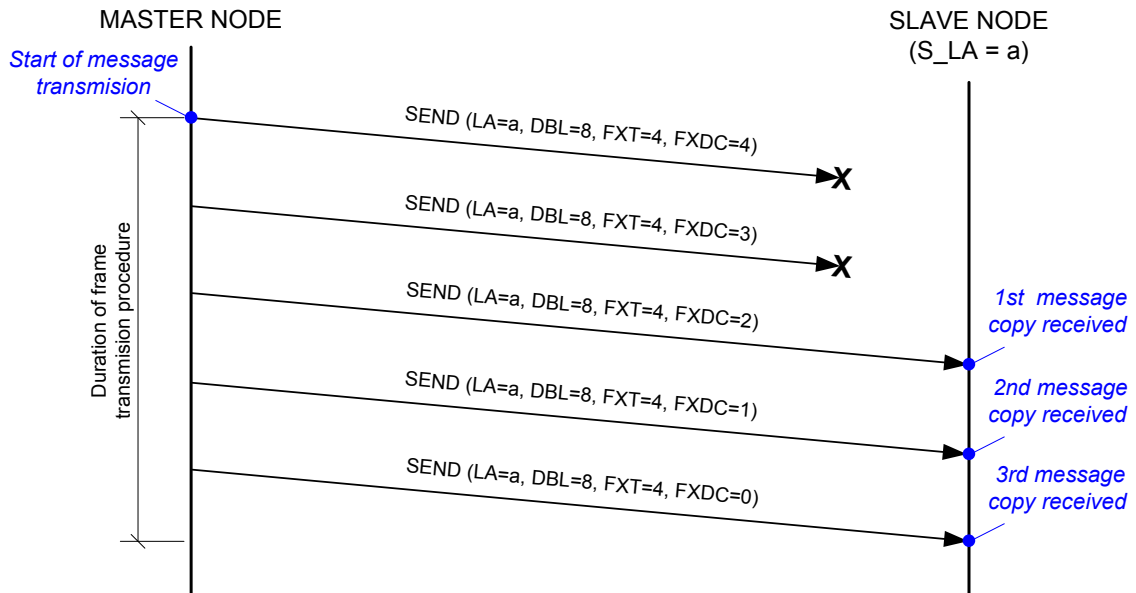 MASTER NODE
SLAVE NODE
(S_LA = a)
Start of message
transmision
SEND (LA=a, DBL=8, FXT=4, FXDC=4)
SEND (LA=a, DBL=8, FXT=4, FXDC=3)
SEND (LA=a, DBL=8, FXT=4, FXDC=2)
SEND (LA=a, DBL=8, FXT=4, FXDC=1)
SEND (LA=a, DBL=8, FXT=4, FXDC=0)
X
X
Duration of frame
transmision procedure
1st message
copy received
2nd message
copy received
3rd message
copy received